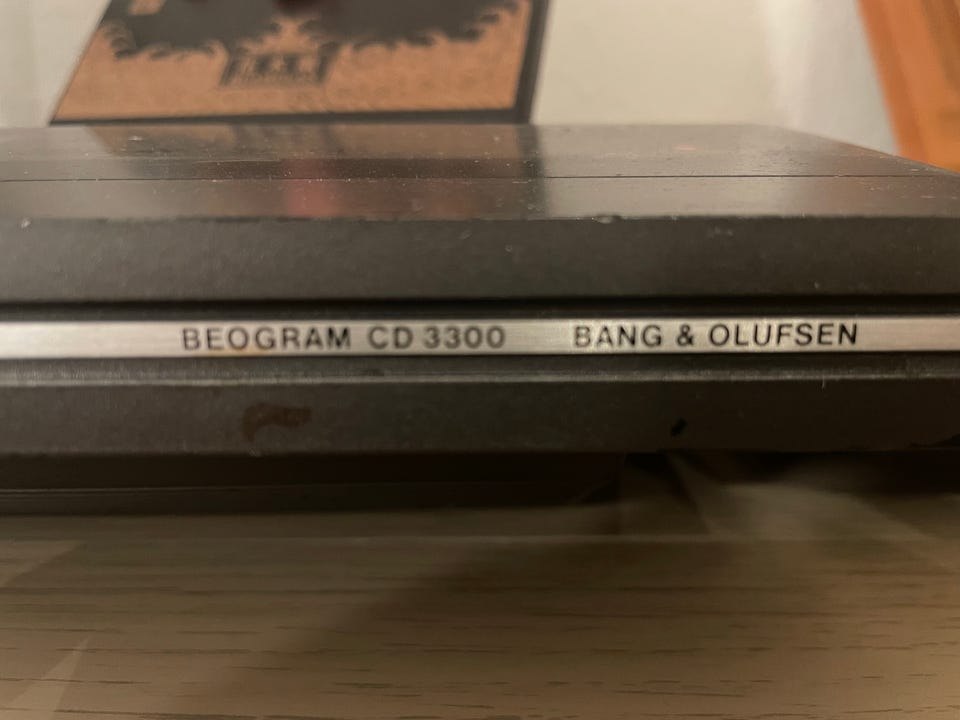 BEOGRAM CD 3300 BANG & OLUFSEN